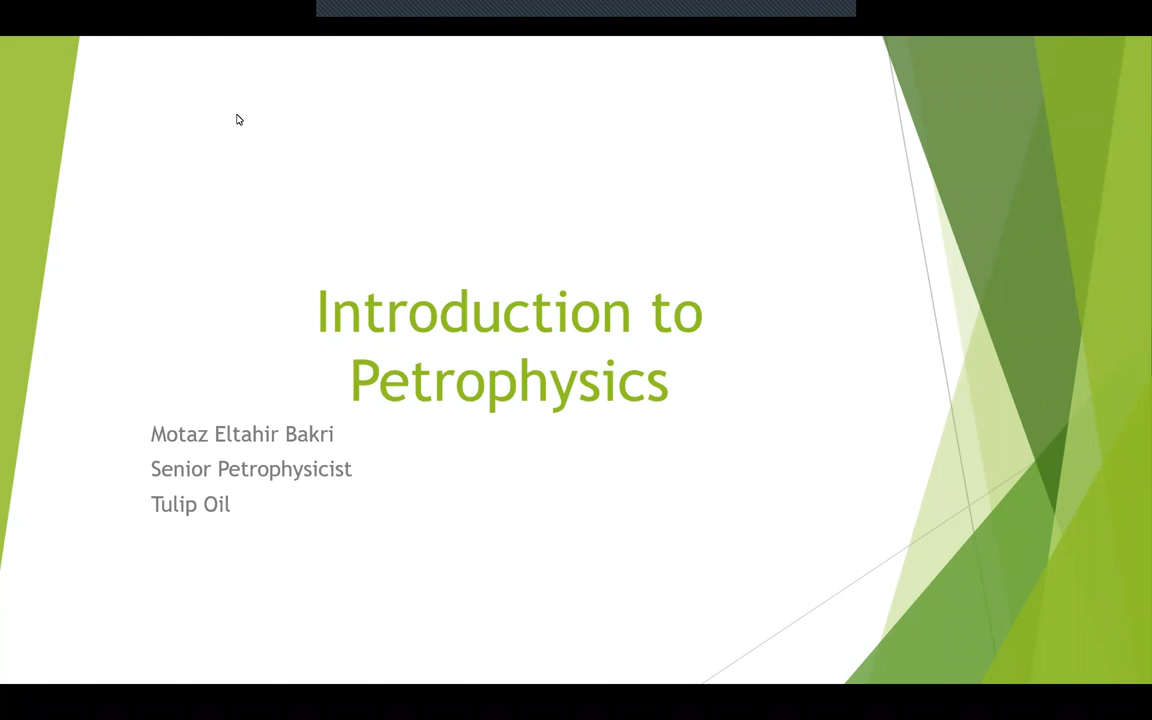 Introduction to
Petrophysics
Motaz Eltahir Bakri
Senior Petrophysicist
Tulip Oil